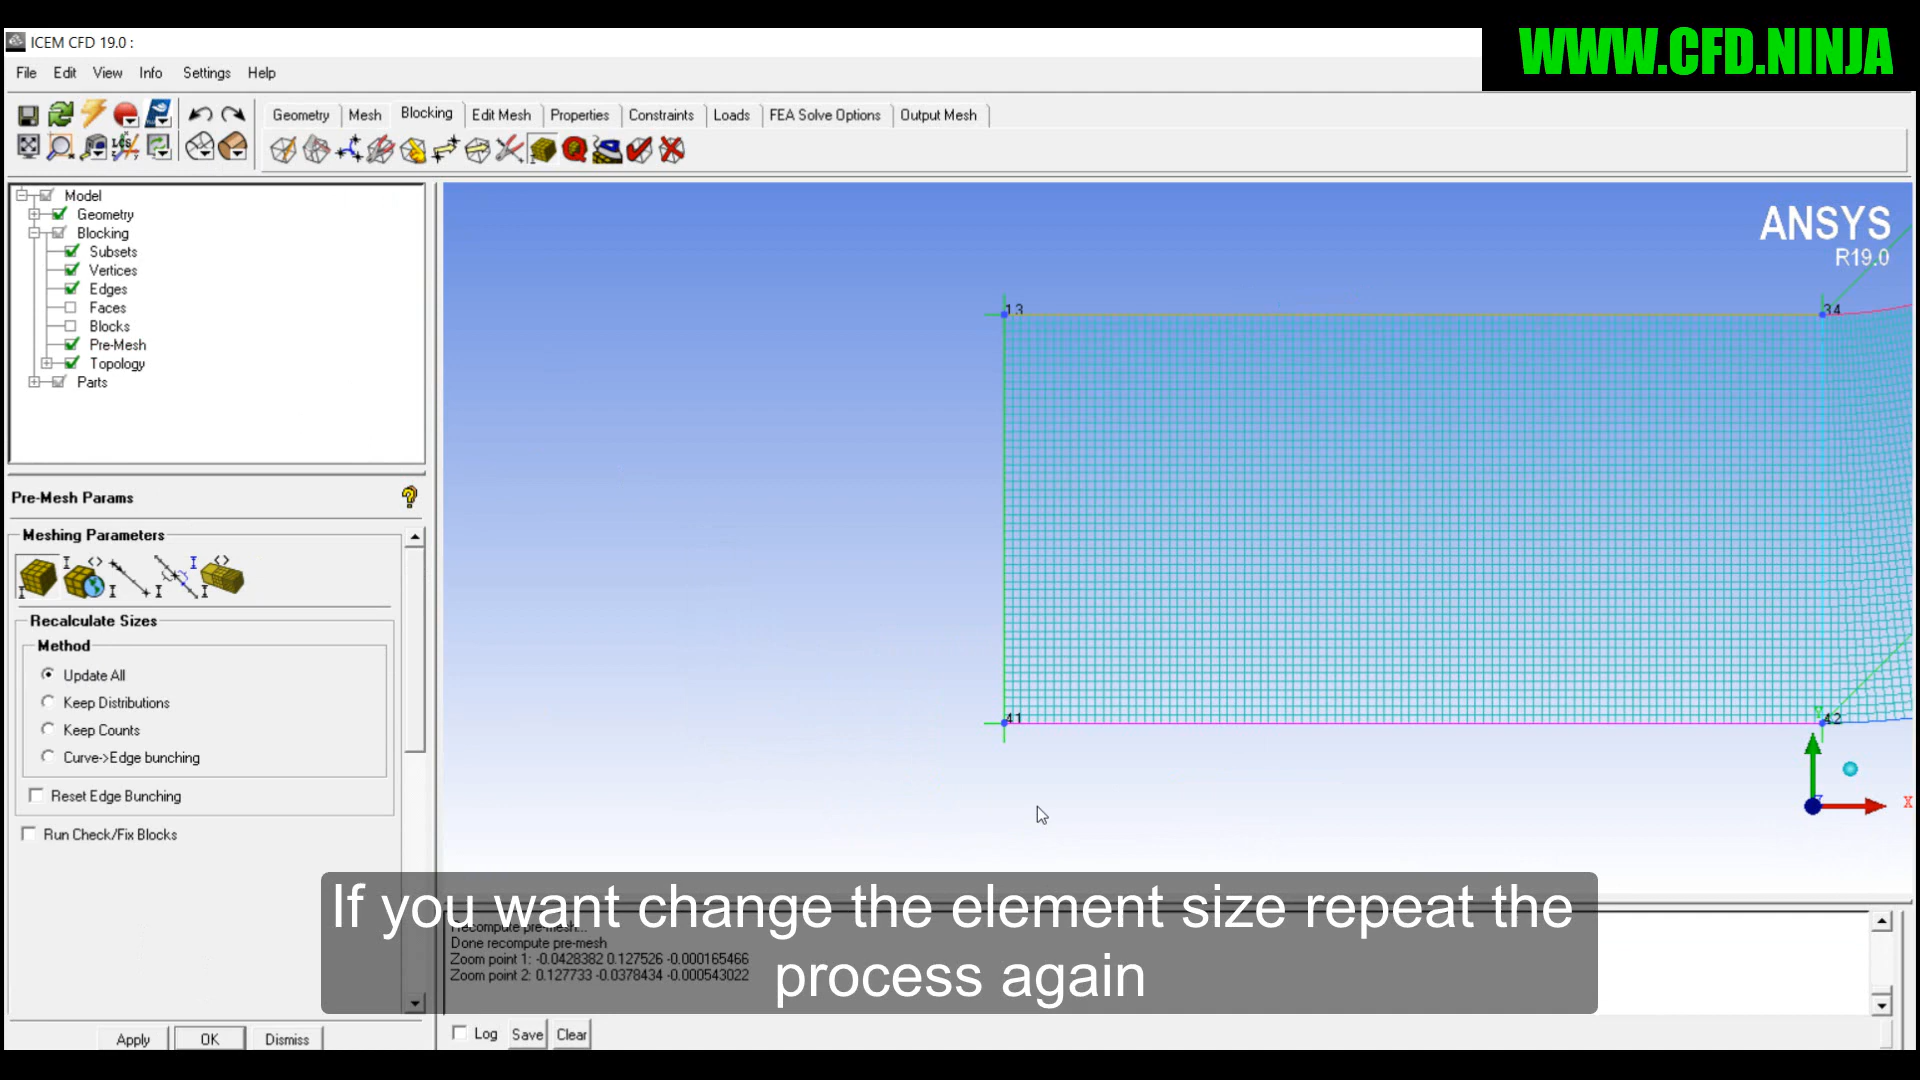 WWW.CFD.NINJA
ICEM CFD 19.0 :
File Edit View Info Settings Help
Geometry Mesh Blocking Edit Mesh Properties Constraints Loads FEA Solve Options Output Mesh
Model
Geometry
Blocking
Subsets
Vertices
Edges
Faces
Blocks
Pre-Mesh
Topology
Parts
ANSYS
R19.0
13
34
41
42
Y
X
Pre-Mesh Params
Meshing Parameters
Recalculate Sizes
Method
Update All
Keep Distributions
Keep Counts
Curve->Edge bunching
Reset Edge Bunching
Run Check/Fix Blocks
If you want change the element size repeat the
process again
Recompute pre-mesh...
Done recompute pre-mesh
Zoom point 1: -0.0428382 0.127526 -0.000165466
Zoom point 2: 0.127733 -0.0378434 -0.000543022
Apply OK Dismiss
Log Save Clear